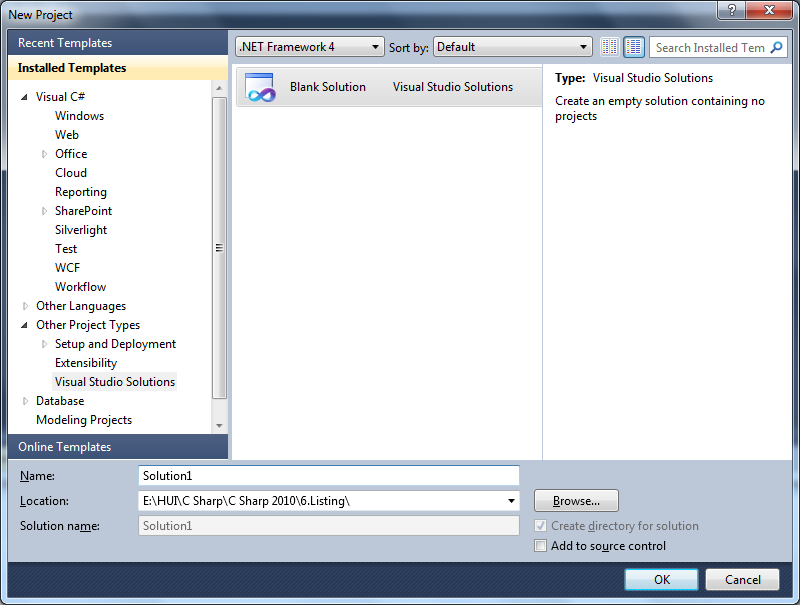 New Project
Recent Templates
Installed Templates
Visual C#
Windows
Web
Office
Cloud
Reporting
SharePoint
Silverlight
Test
WCF
Workflow
Other Languages
Other Project Types
Setup and Deployment
Extensibility
Visual Studio Solutions
Database
Modeling Projects
Online Templates
.NET Framework 4
Sort by:
Default
Search Installed Tem
Blank Solution
Visual Studio Solutions
Type: Visual Studio Solutions
Create an empty solution containing no
projects
Name:
Solution1
Location:
E:\HUI\C Sharp\C Sharp 2010\6.Listing\
Browse...
Solution name:
Solution1
Create directory for solution
Add to source control
OK
Cancel